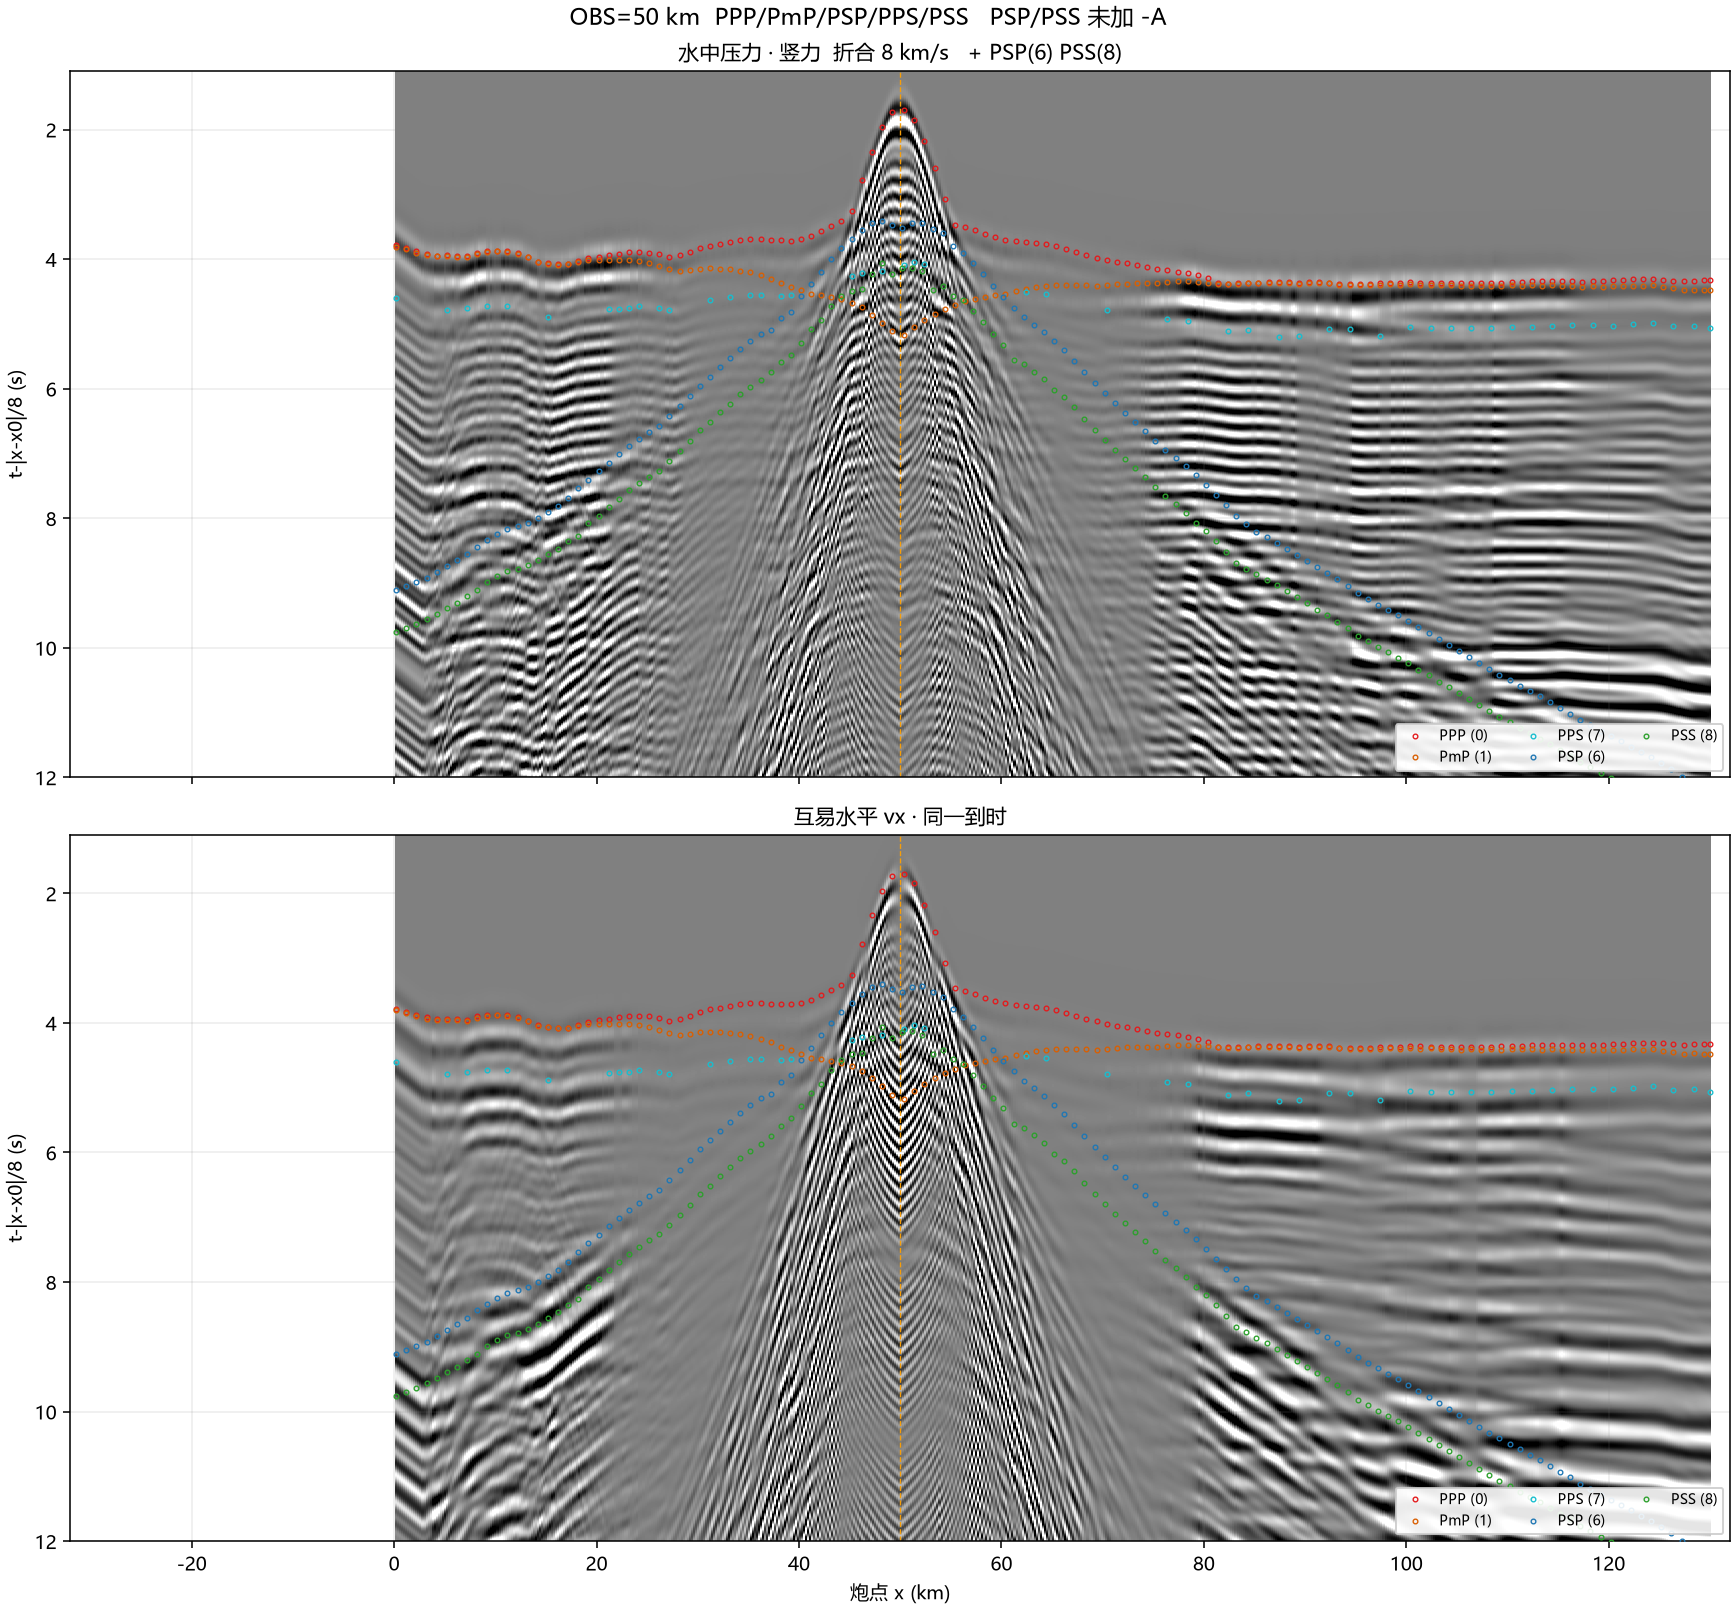 OBS=50 km  PPP/PmP/PSP/PPS/PSS   PSP/PSS 未加 -A
水中压力 · 竖力  折合 8 km/s   + PSP(6) PSS(8)
2
4
6
8
10
12
t-|x-x0|/8 (s)
PPP (0)
PPS (7)
PSS (8)
PmP (1)
PSP (6)
互易水平 vx · 同一到时
2
4
6
8
10
12
t-|x-x0|/8 (s)
PPP (0)
PPS (7)
PSS (8)
PmP (1)
PSP (6)
-20
0
20
40
60
80
100
120
炮点 x (km)